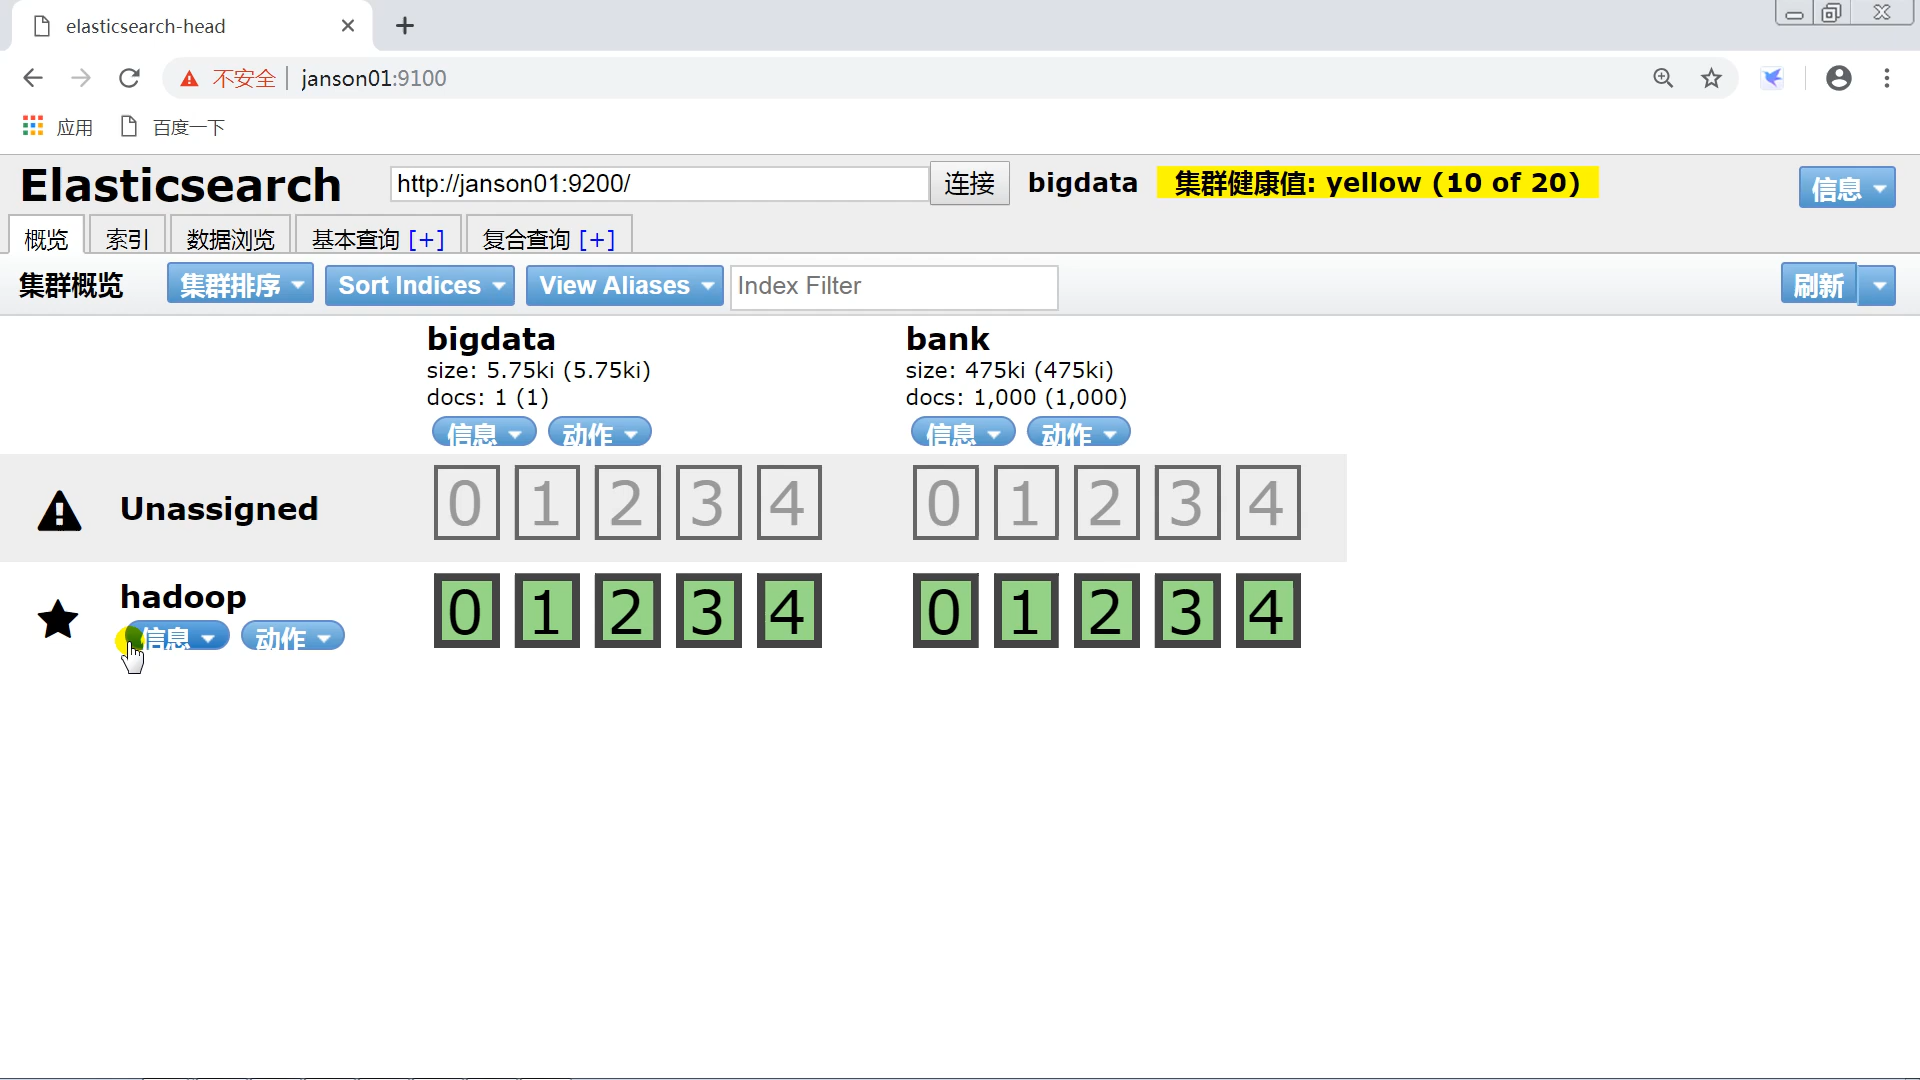 elasticsearch-head
不安全 janson01:9100
应用 百度一下
Elasticsearch http://janson01:9200/ 连接 bigdata 集群健康值: yellow (10 of 20) 信息
概览 索引 数据浏览 基本查询 [+] 复合查询 [+]
集群概览 集群排序 Sort Indices View Aliases Index Filter 刷新
bigdata bank
size: 5.75ki (5.75ki) size: 475ki (475ki)
docs: 1 (1) docs: 1,000 (1,000)
信息 动作 信息 动作
Unassigned 0 1 2 3 4 0 1 2 3 4
hadoop 0 1 2 3 4 0 1 2 3 4
信息 动作